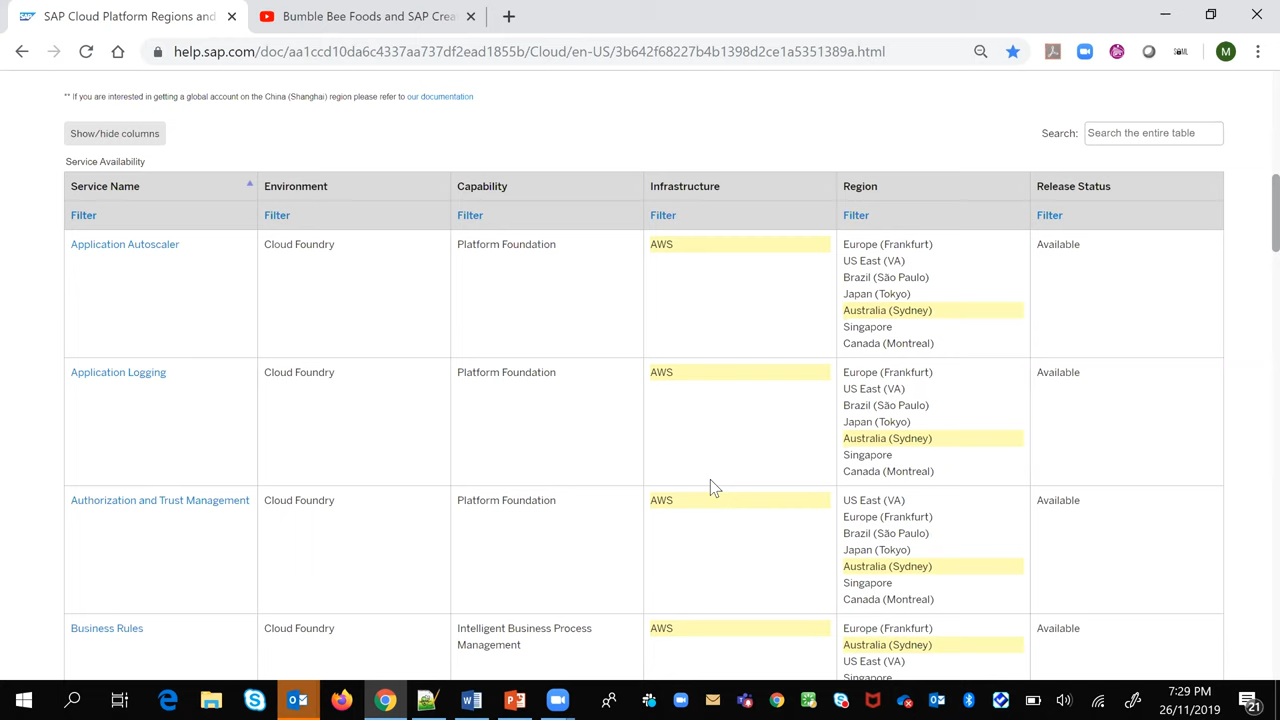 SAP Cloud Platform Regions and
Bumble Bee Foods and SAP Crea
help.sap.com/doc/aa1ccd10da6c4337aa737df2ead1855b/Cloud/en-US/3b642f68227b4b1398d2ce1a5351389a.html
M
** If you are interested in getting a global account on the China (Shanghai) region please refer to our documentation
Show/hide columns
Search: Search the entire table
Service Availability
Service Name Environment Capability Infrastructure Region Release Status
Filter Filter Filter Filter Filter Filter
Application Autoscaler Cloud Foundry Platform Foundation AWS Europe (Frankfurt) Available
US East (VA)
Brazil (São Paulo)
Japan (Tokyo)
Australia (Sydney)
Singapore
Canada (Montreal)
Application Logging Cloud Foundry Platform Foundation AWS Europe (Frankfurt) Available
US East (VA)
Brazil (São Paulo)
Japan (Tokyo)
Australia (Sydney)
Singapore
Canada (Montreal)
Authorization and Trust Management Cloud Foundry Platform Foundation AWS US East (VA) Available
Europe (Frankfurt)
Brazil (São Paulo)
Japan (Tokyo)
Australia (Sydney)
Singapore
Canada (Montreal)
Business Rules Cloud Foundry Intelligent Business Process AWS Europe (Frankfurt) Available
Management Australia (Sydney)
US East (VA)
Singapore
7:29 PM
26/11/2019
21